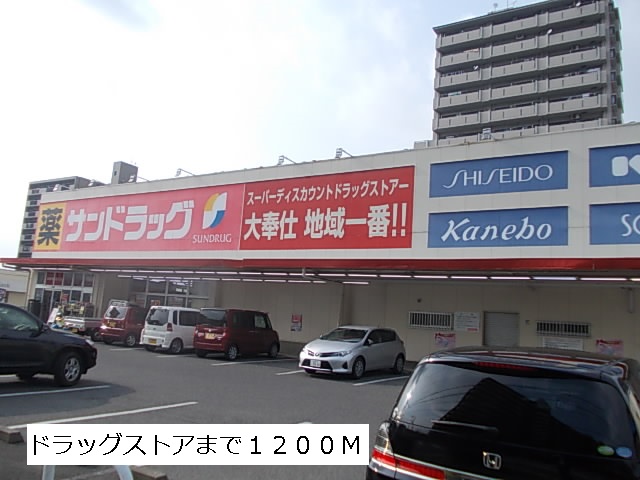 薬 サンドラッグ
SUNDRUG
スーパーディスカウントドラッグストアー
大奉仕 地域一番!!
SHISEIDO
K
Kanebo
SO
ドラッグストアまで１２００Ｍ